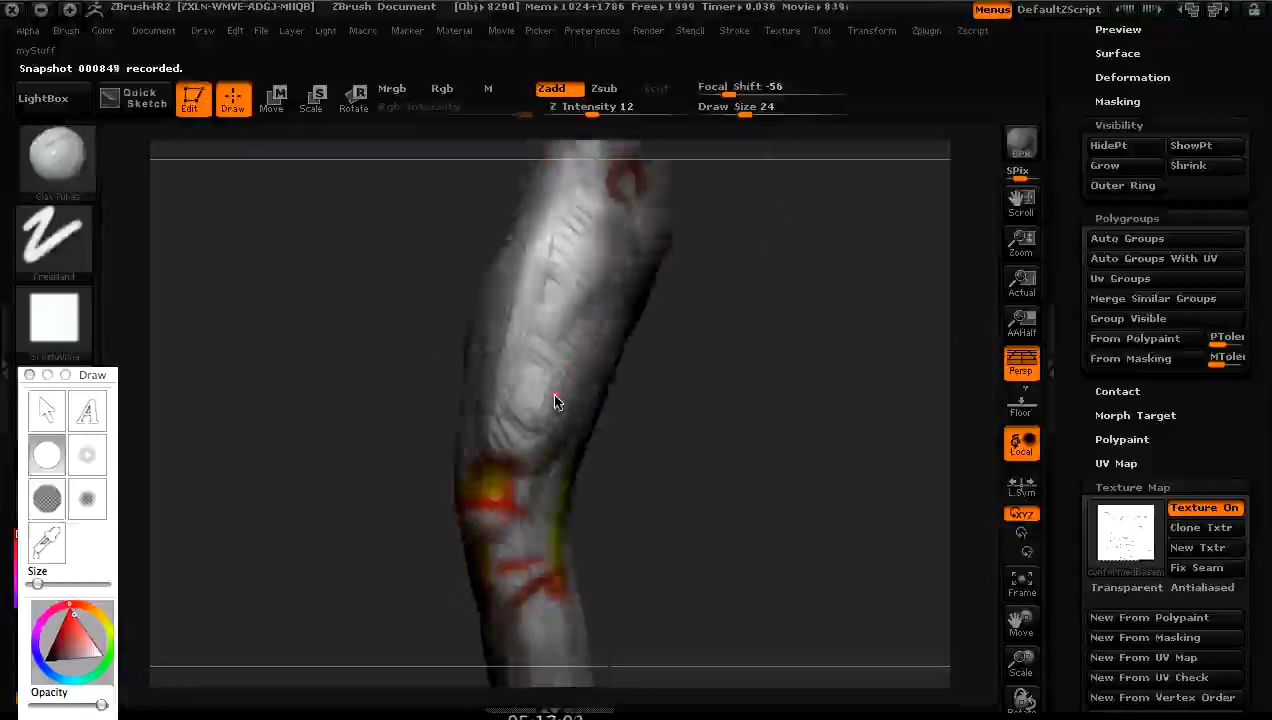 ZBrush4R2 [ZXLN-WMVE-ADGJ-MIIQB] ZBrush Document [Obj>8290] Mem>1024+1786 Free>1999 Timer>0.036 Movie>839 Menus DefaultZScript
Alpha Brush Color Document Draw Edit File Layer Light Macro Marker Material Movie Picker Preferences Render Stencil Stroke Texture Tool Transform Zplugin Zscript
myStuff
Snapshot 000849 recorded.
LightBox
Quick Sketch
Edit Draw Move Scale Rotate
Mrgb Rgb M
Rgb Intensity
Zadd Zsub Zcut
Z Intensity 12
Focal Shift -56
Draw Size 24
FreeHand
Draw
A
Size
Opacity
BPR
SPix
Scroll
Zoom
Actual
AAHalf
Persp
Floor
Local
L.Sym
Frame
Move
Scale
Rotate
Preview
Surface
Deformation
Masking
Visibility
HidePt ShowPt
Grow Shrink
Outer Ring
Polygroups
Auto Groups
Auto Groups With UV
Uv Groups
Merge Similar Groups
Group Visible
From Polypaint PToler
From Masking MToler
Contact
Morph Target
Polypaint
UV Map
Texture Map
Texture On
Clone Txtr
New Txtr
Fix Seam
Transparent Antialiased
New From Polypaint
New From Masking
New From UV Map
New From UV Check
New From Vertex Order